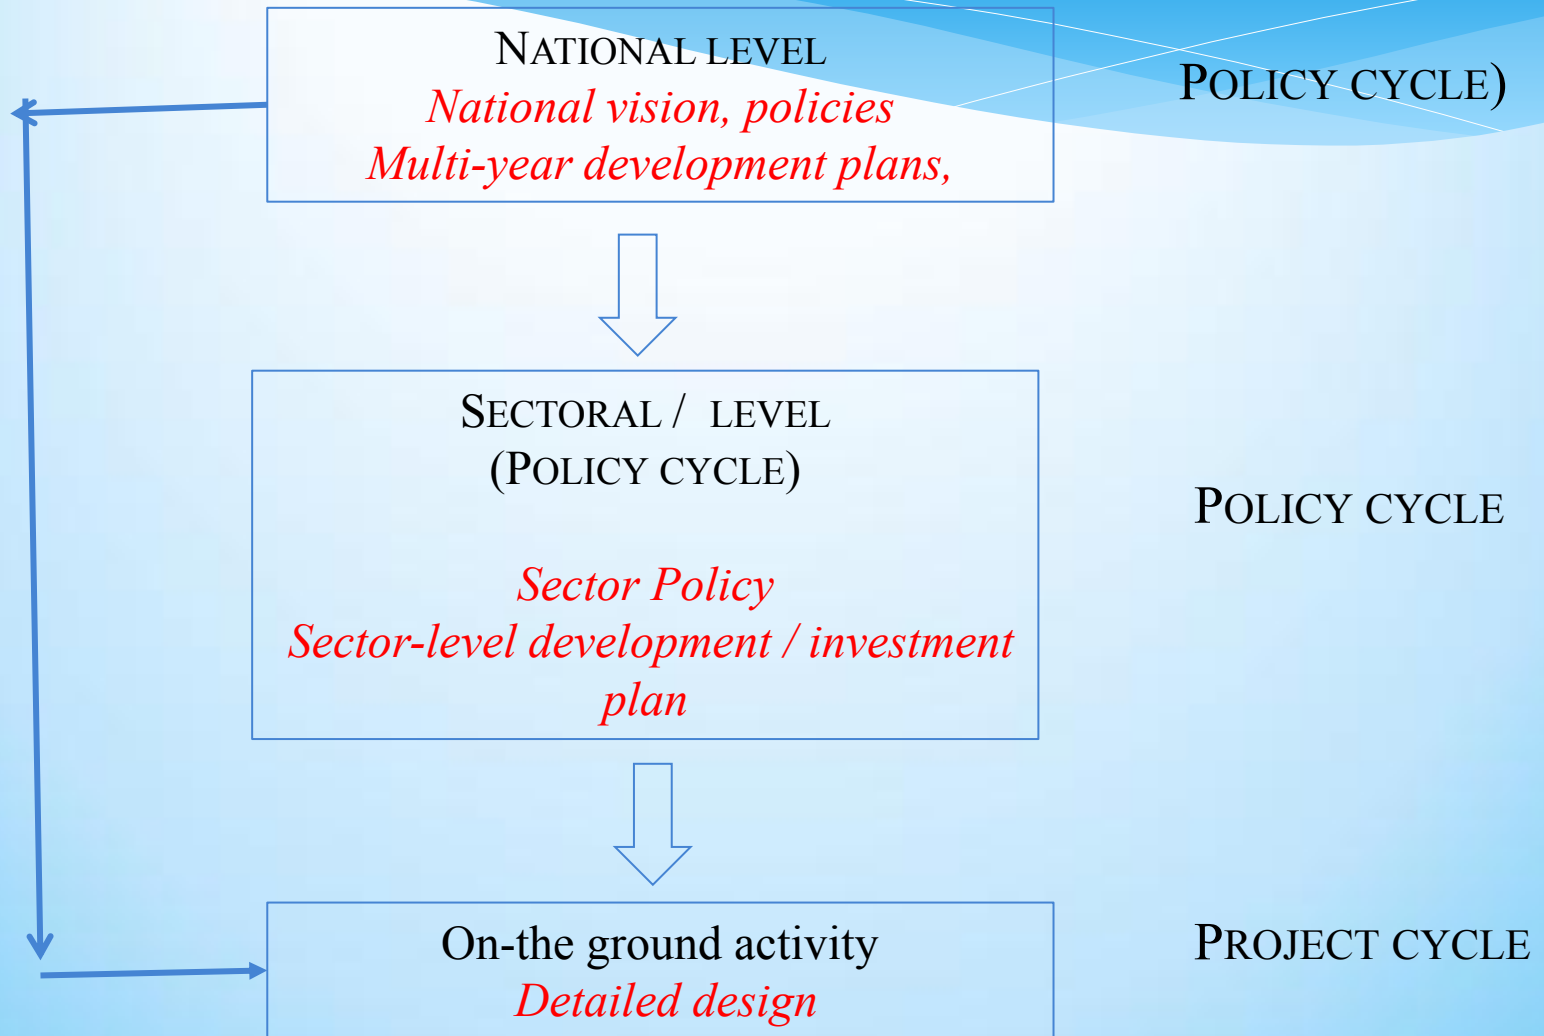 NATIONAL LEVEL
National vision, policies
Multi-year development plans,
POLICY CYCLE)
SECTORAL / LEVEL
(POLICY CYCLE)
Sector Policy
Sector-level development / investment
plan
POLICY CYCLE
On-the ground activity
Detailed design
PROJECT CYCLE